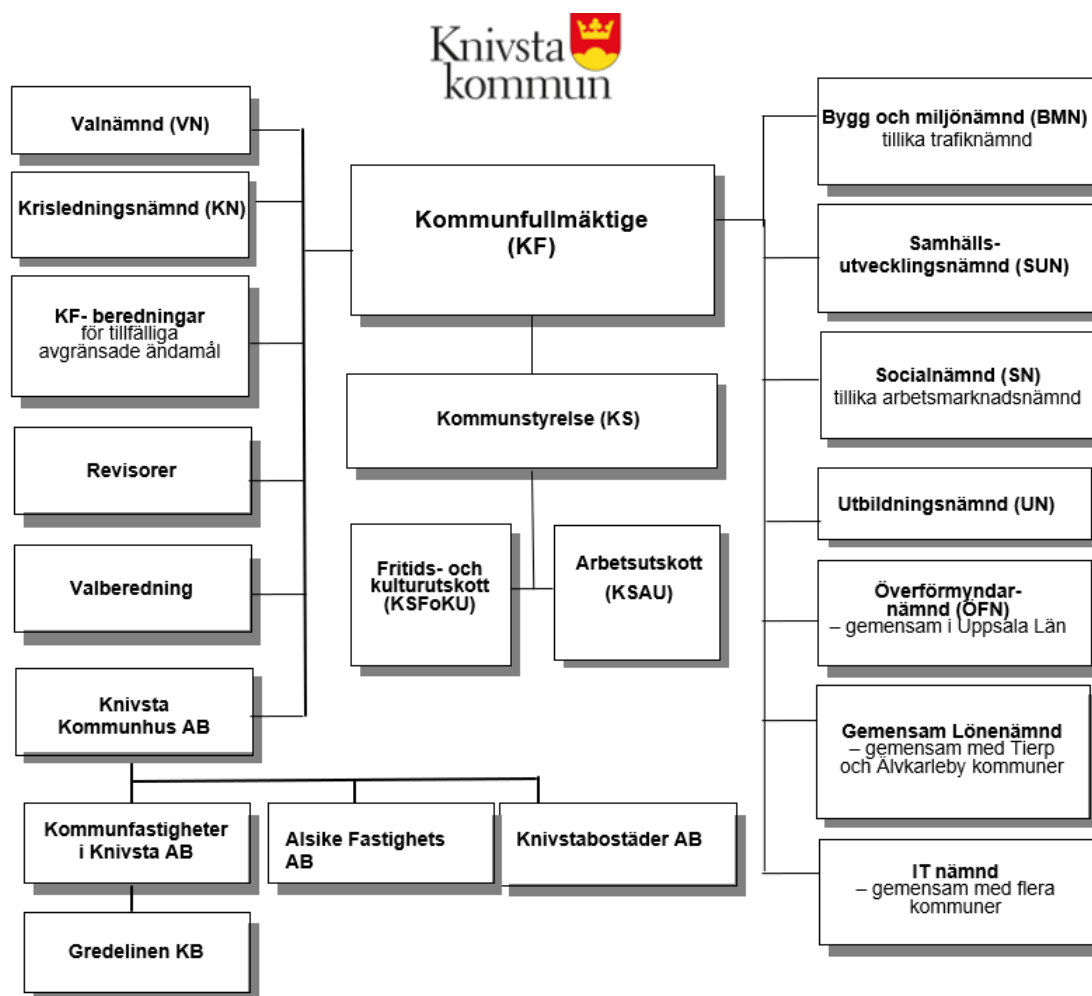 Knivsta
kommun
Valnämnd (VN)
Krisledningsnämnd (KN)
KF- beredningar
för tillfälliga
avgränsade ändamål
Revisorer
Valberedning
Knivsta
Kommunhus AB
Kommunfastigheter
i Knivsta AB
Alsike Fastighets
AB
Knivstabostäder AB
Gredelinen KB
Kommunfullmäktige
(KF)
Kommunstyrelse (KS)
Fritids- och
kulturutskott
(KSFoKU)
Arbetsutskott
(KSAU)
Bygg och miljönämnd (BMN)
tillika trafiknämnd
Samhälls-
utvecklingsnämnd (SUN)
Socialnämnd (SN)
tillika arbetsmarknadsnämnd
Utbildningsnämnd (UN)
Överförmyndar-
nämnd (ÖFN)
– gemensam i Uppsala Län
Gemensam Lönenämnd
– gemensam med Tierp
och Älvkarleby kommuner
IT nämnd
– gemensam med flera
kommuner